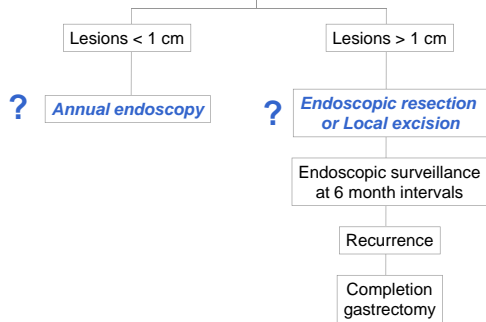 Lesions < 1 cm
Lesions > 1 cm
?
Annual endoscopy
?
Endoscopic resection
or Local excision
Endoscopic surveillance
at 6 month intervals
Recurrence
Completion
gastrectomy